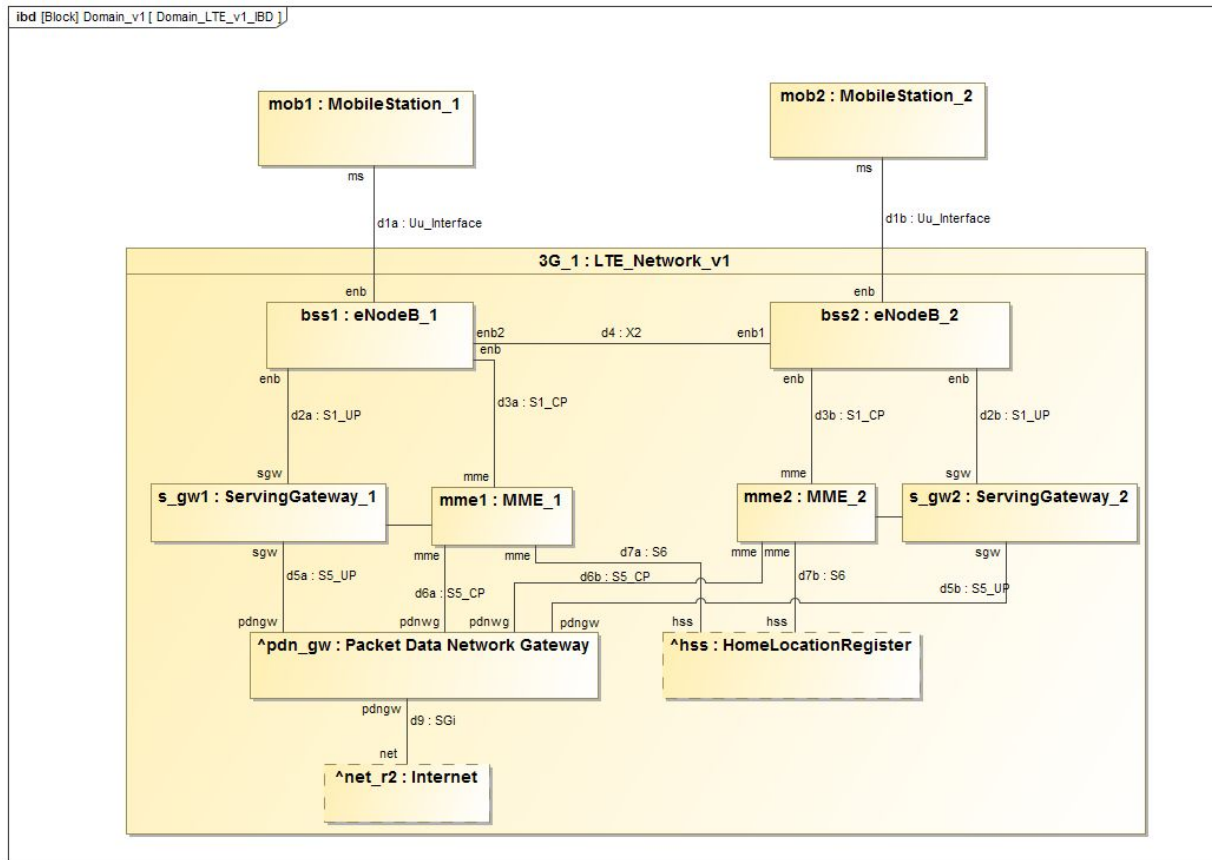 ibd [Block] Domain_v1 [ Domain_LTE_v1_IBD ]
mob1 : MobileStation_1
mob2 : MobileStation_2
ms
ms
d1a : Uu_Interface
d1b : Uu_Interface
3G_1 : LTE_Network_v1
enb
enb
bss1 : eNodeB_1
bss2 : eNodeB_2
enb2
d4 : X2
enb1
enb
enb
enb
enb
d2a : S1_UP
d3a : S1_CP
d3b : S1_CP
d2b : S1_UP
sgw
mme
mme
sgw
s_gw1 : ServingGateway_1
mme1 : MME_1
mme2 : MME_2
s_gw2 : ServingGateway_2
sgw
mme
mme
d7a : S6
mme
mme
sgw
d5a : S5_UP
d6a : S5_CP
d6b : S5_CP
d7b : S6
d5b : S5_UP
pdngw
pdnwg
pdnwg
pdngw
hss
hss
^pdn_gw : Packet Data Network Gateway
^hss : HomeLocationRegister
pdngw
d9 : SGi
net
^net_r2 : Internet